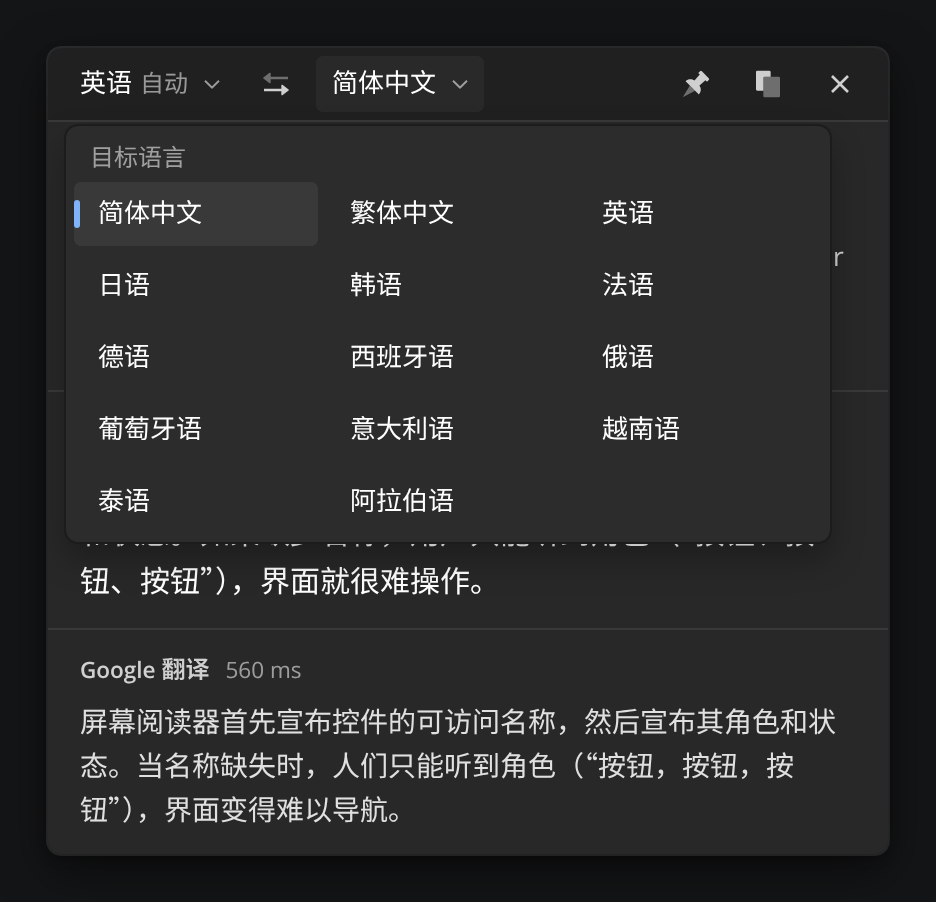 英语 自动 简体中文
目标语言
简体中文 繁体中文 英语
日语 韩语 法语
r
德语 西班牙语 俄语
葡萄牙语 意大利语 越南语
泰语 阿拉伯语
钮、按钮”），界面就很难操作。
Google 翻译 560 ms
屏幕阅读器首先宣布控件的可访问名称，然后宣布其角色和状
态。当名称缺失时，人们只能听到角色（“按钮，按钮，按
钮”），界面变得难以导航。